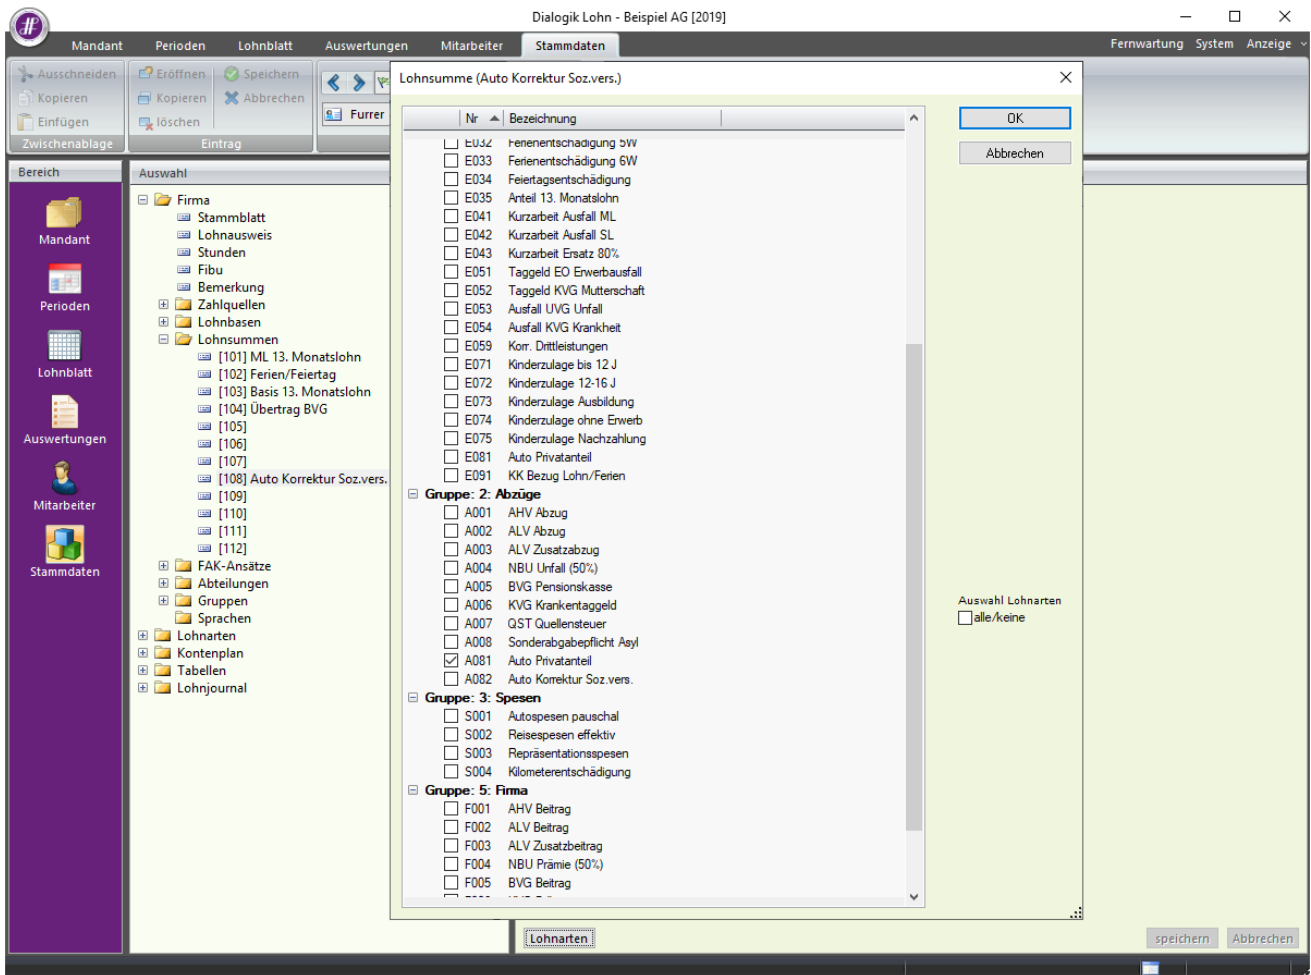 Dialogik Lohn - Beispiel AG [2019]
Mandant Perioden Lohnblatt Auswertungen Mitarbeiter Stammdaten Fernwartung System Anzeige
Ausschneiden Eröffnen Speichern
Kopieren Kopieren Abbrechen
Einfügen löschen Furrer
Zwischenablage Eintrag
Bereich
Mandant
Perioden
Lohnblatt
Auswertungen
Mitarbeiter
Stammdaten
Auswahl
Firma
Stammblatt
Lohnausweis
Stunden
Fibu
Bemerkung
Zahlquellen
Lohnbasen
Lohnsummen
[101] ML 13. Monatslohn
[102] Ferien/Feiertag
[103] Basis 13. Monatslohn
[104] Übertrag BVG
[105]
[106]
[107]
[108] Auto Korrektur Soz.vers.
[109]
[110]
[111]
[112]
FAK-Ansätze
Abteilungen
Gruppen
Sprachen
Lohnarten
Kontenplan
Tabellen
Lohnjournal
Lohnsumme (Auto Korrektur Soz.vers.)
Nr Bezeichnung
E032 Ferienentschädigung 5W
E033 Ferienentschädigung 6W
E034 Feiertagsentschädigung
E035 Anteil 13. Monatslohn
E041 Kurzarbeit Ausfall ML
E042 Kurzarbeit Ausfall SL
E043 Kurzarbeit Ersatz 80%
E051 Taggeld EO Erwerbausfall
E052 Taggeld KVG Mutterschaft
E053 Ausfall UVG Unfall
E054 Ausfall KVG Krankheit
E059 Korr. Drittleistungen
E071 Kinderzulage bis 12 J
E072 Kinderzulage 12-16 J
E073 Kinderzulage Ausbildung
E074 Kinderzulage ohne Erwerb
E075 Kinderzulage Nachzahlung
E081 Auto Privatanteil
E091 KK Bezug Lohn/Ferien
Gruppe: 2: Abzüge
A001 AHV Abzug
A002 ALV Abzug
A003 ALV Zusatzabzug
A004 NBU Unfall (50%)
A005 BVG Pensionskasse
A006 KVG Krankentaggeld
A007 QST Quellensteuer
A008 Sonderabgabepflicht Asyl
A081 Auto Privatanteil
A082 Auto Korrektur Soz.vers.
Gruppe: 3: Spesen
S001 Autospesen pauschal
S002 Reisespesen effektiv
S003 Repräsentationsspesen
S004 Kilometerentschädigung
Gruppe: 5: Firma
F001 AHV Beitrag
F002 ALV Beitrag
F003 ALV Zusatzbeitrag
F004 NBU Prämie (50%)
F005 BVG Beitrag
OK
Abbrechen
Auswahl Lohnarten
alle/keine
Lohnarten speichern Abbrechen